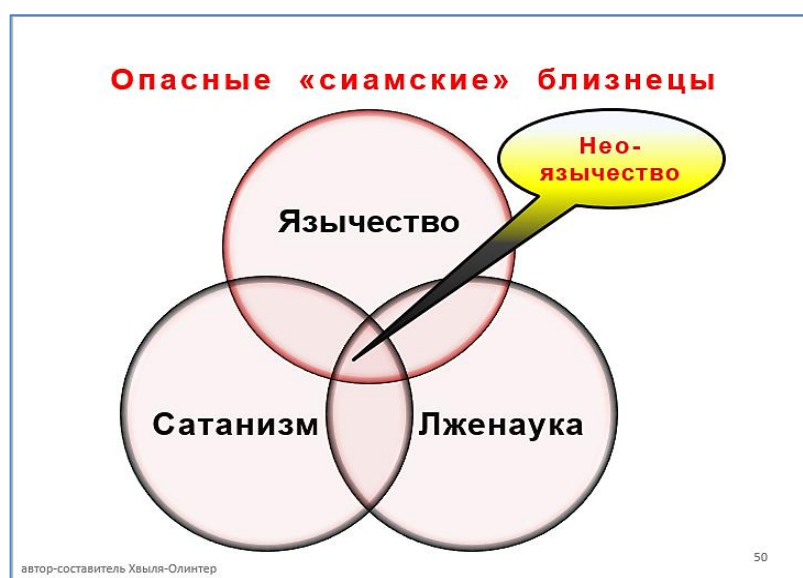 Опасные «сиамские» близнецы
Нео-
язычество
Язычество
Сатанизм
Лженаука
автор-составитель Хвыля-Олинтер
50